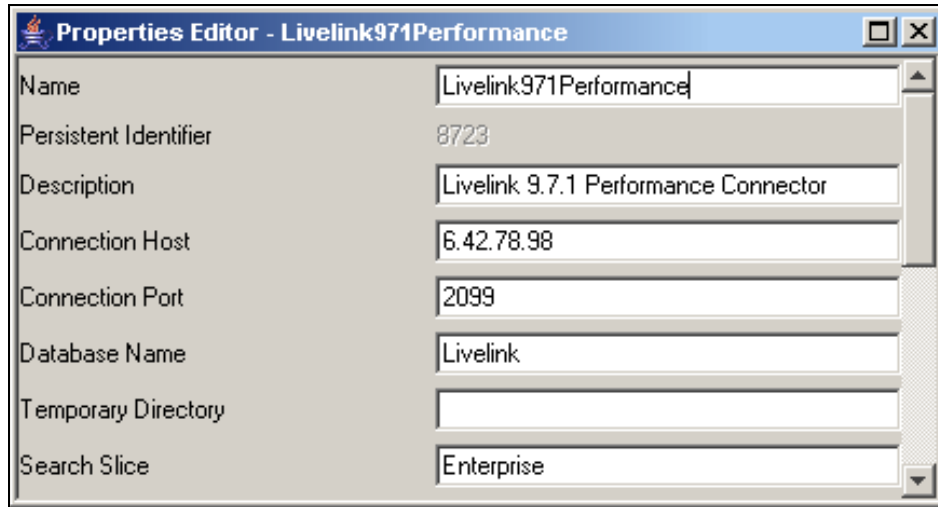 Properties Editor - Livelink971Performance
Name Livelink971Performance
Persistent Identifier 8723
Description Livelink 9.7.1 Performance Connector
Connection Host 6.42.78.98
Connection Port 2099
Database Name Livelink
Temporary Directory
Search Slice Enterprise